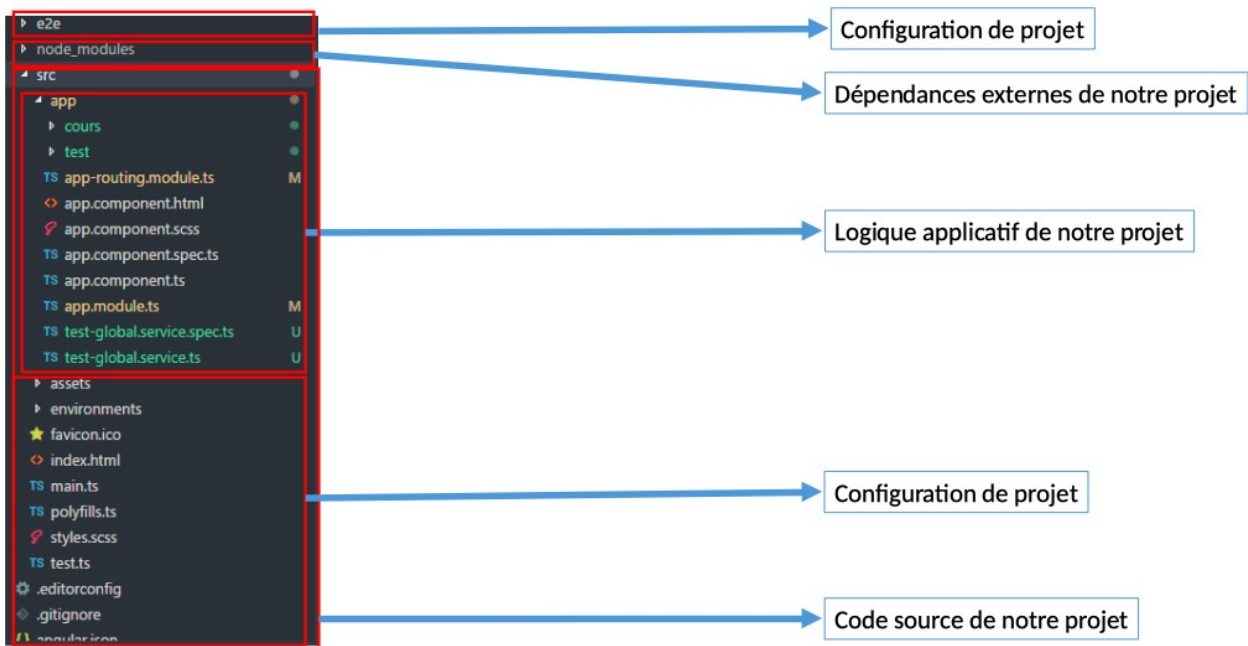 e2e
node_modules
src
app
cours
test
TS app-routing.module.ts M
<> app.component.html
app.component.scss
TS app.component.spec.ts
TS app.component.ts
TS app.module.ts M
TS test-global.service.spec.ts U
TS test-global.service.ts U
assets
environments
favicon.ico
<> index.html
TS main.ts
TS polyfills.ts
styles.scss
TS test.ts
.editorconfig
.gitignore
{} angular.json
Configuration de projet
Dépendances externes de notre projet
Logique applicatif de notre projet
Configuration de projet
Code source de notre projet